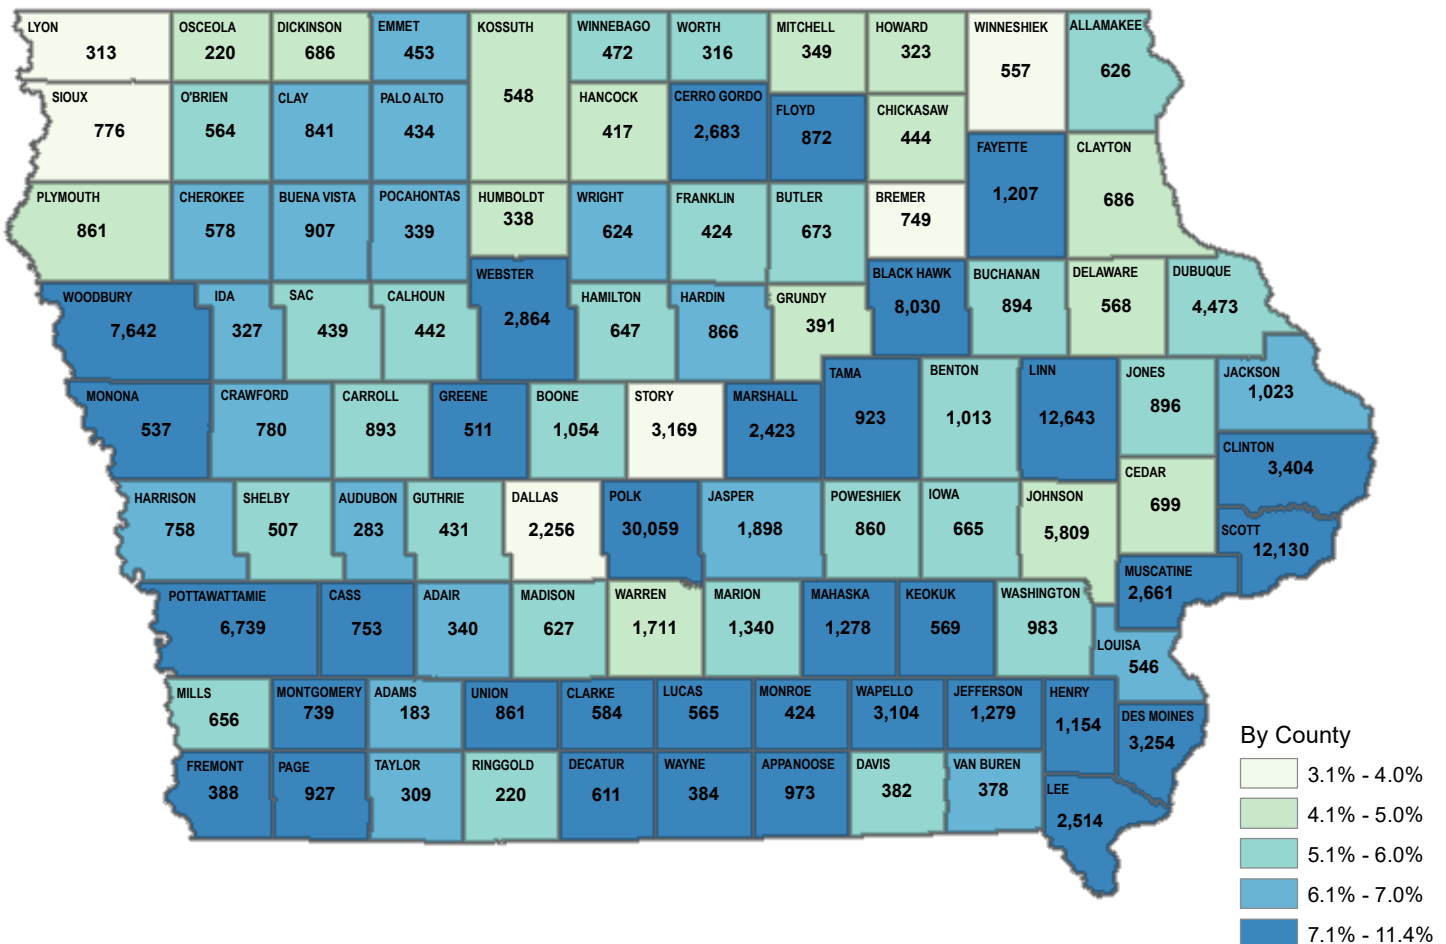 LYON
313
OSCEOLA
220
DICKINSON
686
EMMET
453
KOSSUTH
548
WINNEBAGO
472
WORTH
316
MITCHELL
349
HOWARD
323
WINNESHIEK
557
ALLAMAKEE
626
SIOUX
776
O'BRIEN
564
CLAY
841
PALO ALTO
434
HANCOCK
417
CERRO GORDO
2,683
FLOYD
872
CHICKASAW
444
FAYETTE
1,207
CLAYTON
686
PLYMOUTH
861
CHEROKEE
578
BUENA VISTA
907
POCAHONTAS
339
HUMBOLDT
338
WRIGHT
624
FRANKLIN
424
BUTLER
673
BREMER
749
WOODBURY
7,642
IDA
327
SAC
439
CALHOUN
442
WEBSTER
2,864
HAMILTON
647
HARDIN
866
GRUNDY
391
BLACK HAWK
8,030
BUCHANAN
894
DELAWARE
568
DUBUQUE
4,473
MONONA
537
CRAWFORD
780
CARROLL
893
GREENE
511
BOONE
1,054
STORY
3,169
MARSHALL
2,423
TAMA
923
BENTON
1,013
LINN
12,643
JONES
896
JACKSON
1,023
CLINTON
3,404
CEDAR
699
HARRISON
758
SHELBY
507
AUDUBON
283
GUTHRIE
431
DALLAS
2,256
POLK
30,059
JASPER
1,898
POWESHIEK
860
IOWA
665
JOHNSON
5,809
SCOTT
12,130
MUSCATINE
2,661
POTTAWATTAMIE
6,739
CASS
753
ADAIR
340
MADISON
627
WARREN
1,711
MARION
1,340
MAHASKA
1,278
KEOKUK
569
WASHINGTON
983
LOUISA
546
MILLS
656
MONTGOMERY
739
ADAMS
183
UNION
861
CLARKE
584
LUCAS
565
MONROE
424
WAPELLO
3,104
JEFFERSON
1,279
HENRY
1,154
DES MOINES
3,254
FREMONT
388
PAGE
927
TAYLOR
309
RINGGOLD
220
DECATUR
611
WAYNE
384
APPANOOSE
973
DAVIS
382
VAN BUREN
378
LEE
2,514
By County
3.1% - 4.0%
4.1% - 5.0%
5.1% - 6.0%
6.1% - 7.0%
7.1% - 11.4%